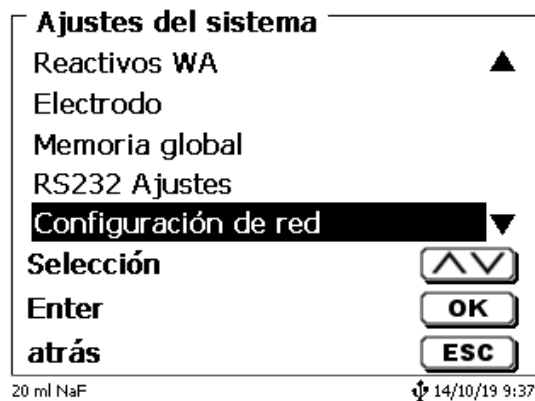 Ajustes del sistema
Reactivos WA
Electrodo
Memoria global
RS232 Ajustes
Configuración de red
Selección
Enter OK
atrás ESC
20 ml NaF 14/10/19 9:37